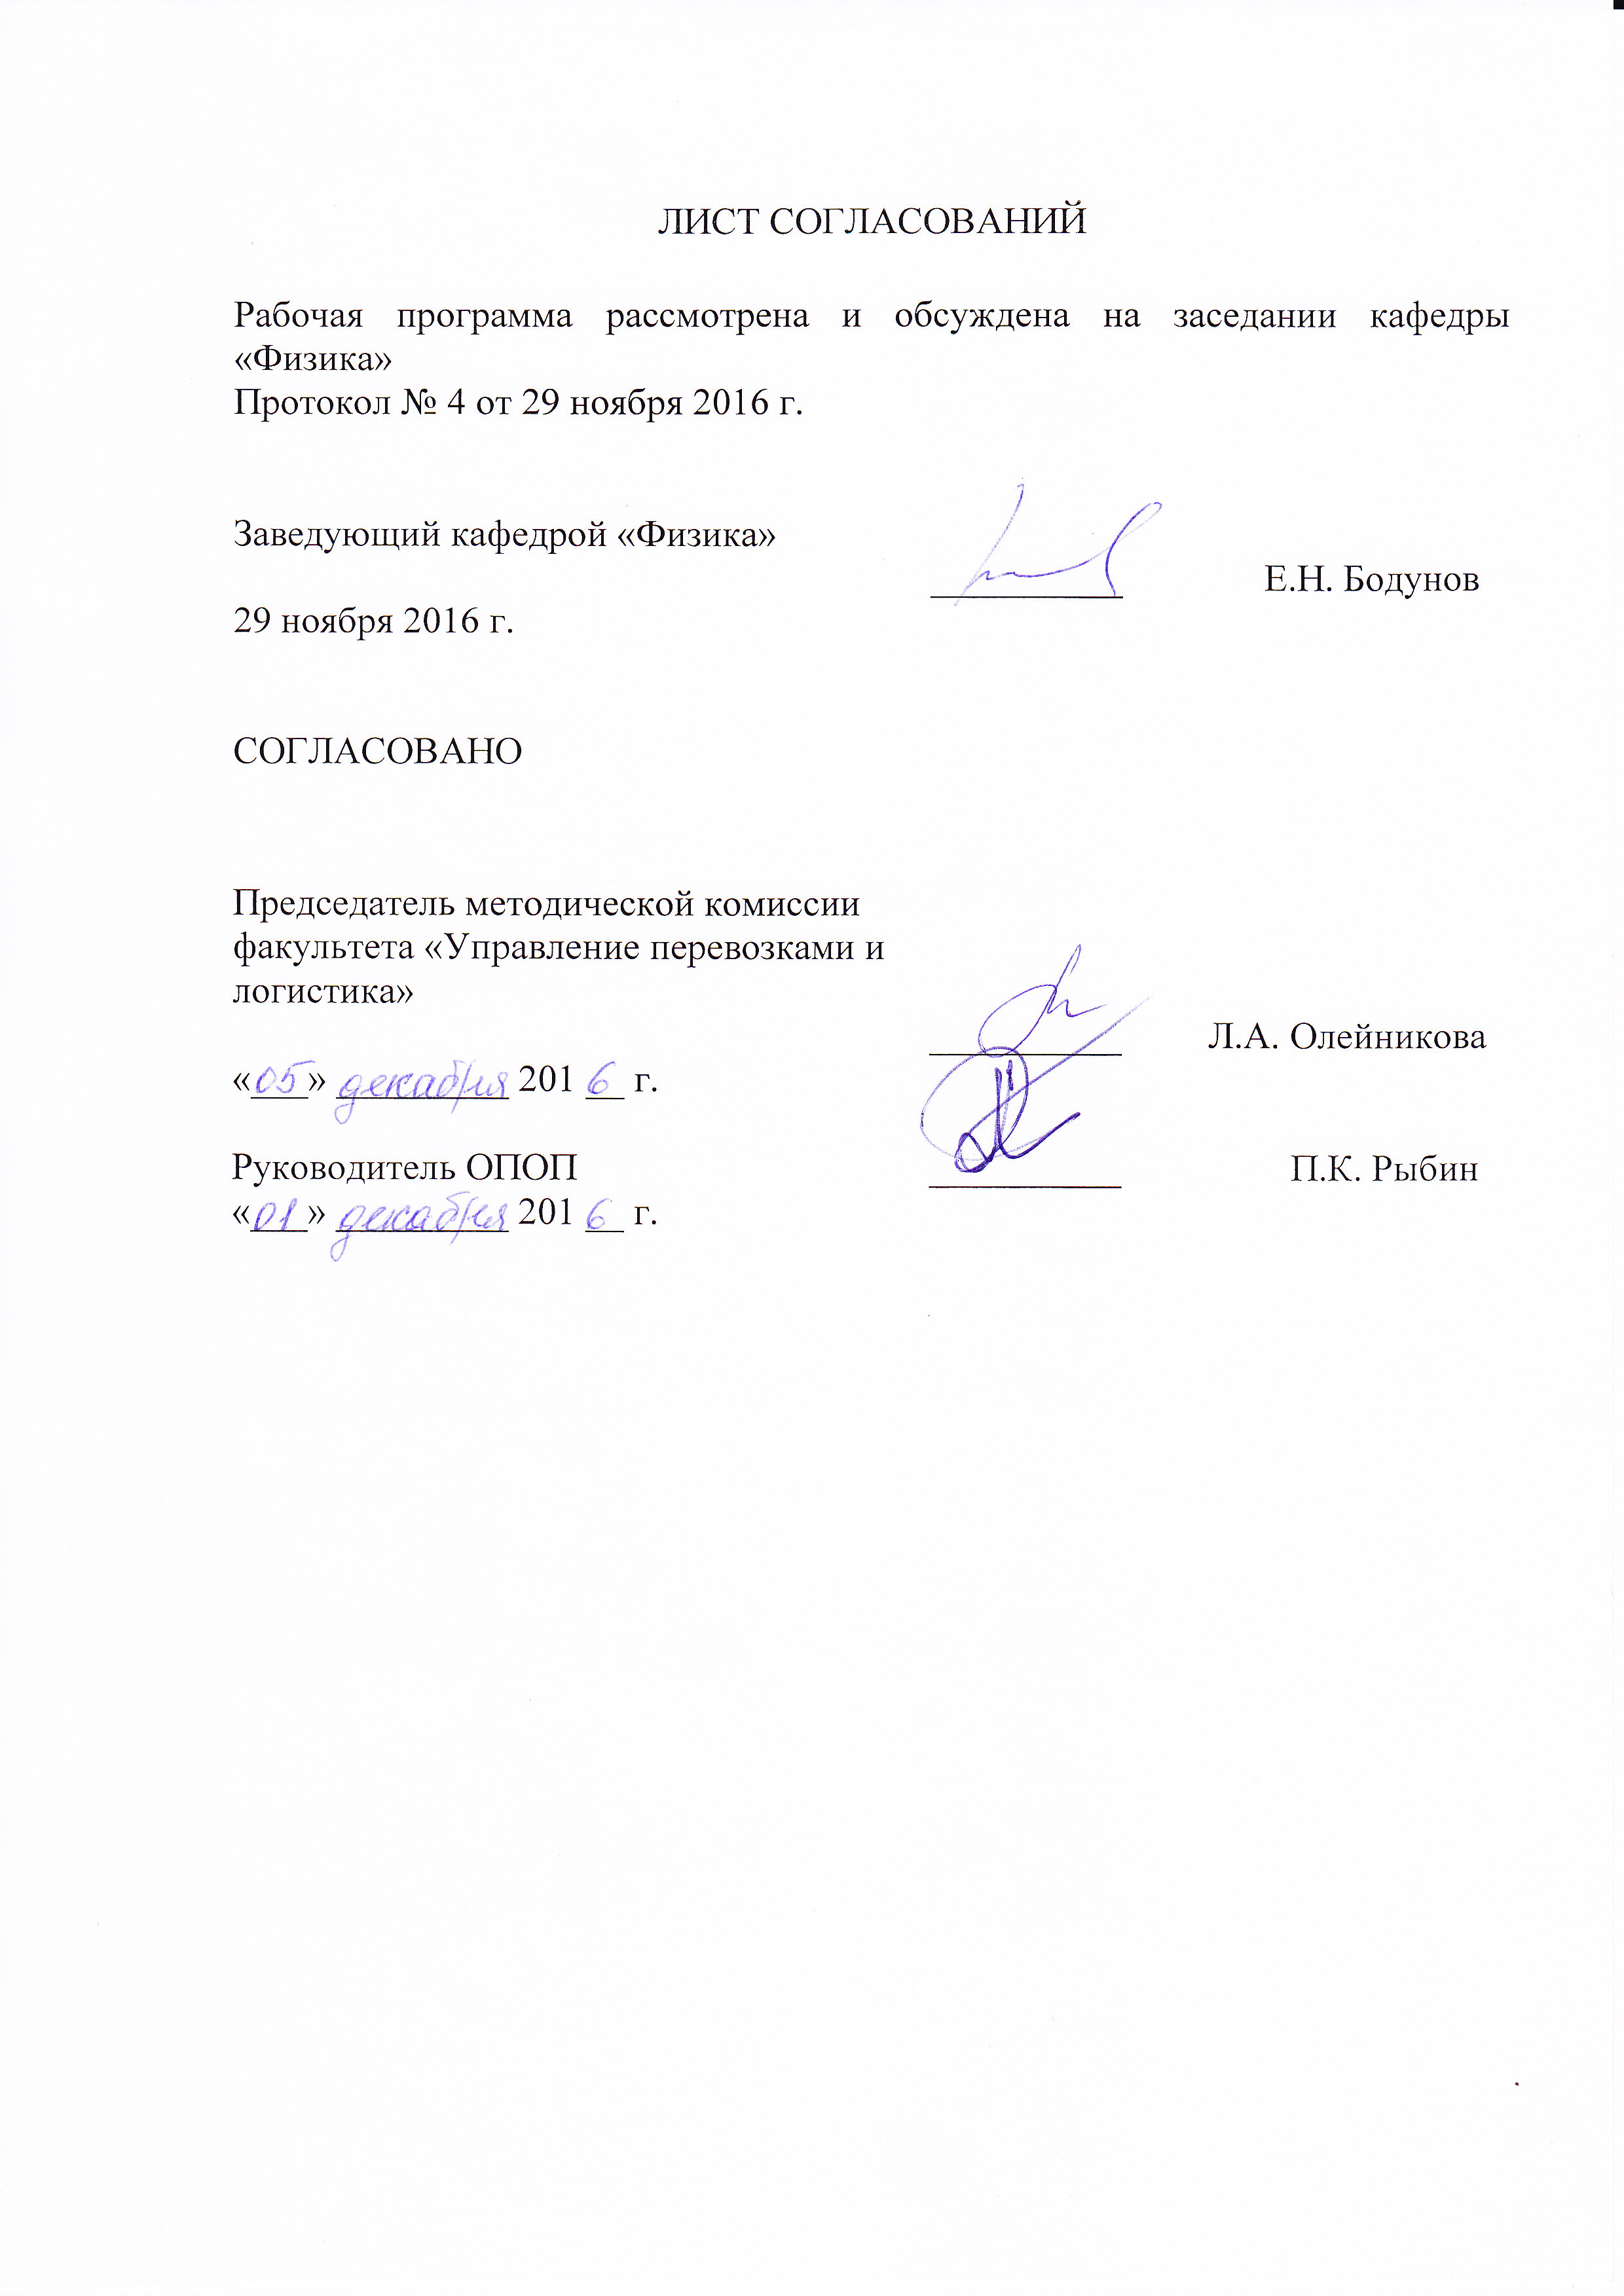 ЛИСТ СОГЛАСОВАНИЙ
Рабочая программа рассмотрена и обсуждена на заседании кафедры
«Физика»
Протокол № 4 от 29 ноября 2016 г.
Заведующий кафедрой «Физика»
Е.Н. Бодунов
29 ноября 2016 г.
СОГЛАСОВАНО
Председатель методической комиссии
факультета «Управление перевозками и
логистика»
Л.А. Олейникова
«05» декабря 2016 г.
Руководитель ОПОП П.К. Рыбин
«01» декабря 2016 г.